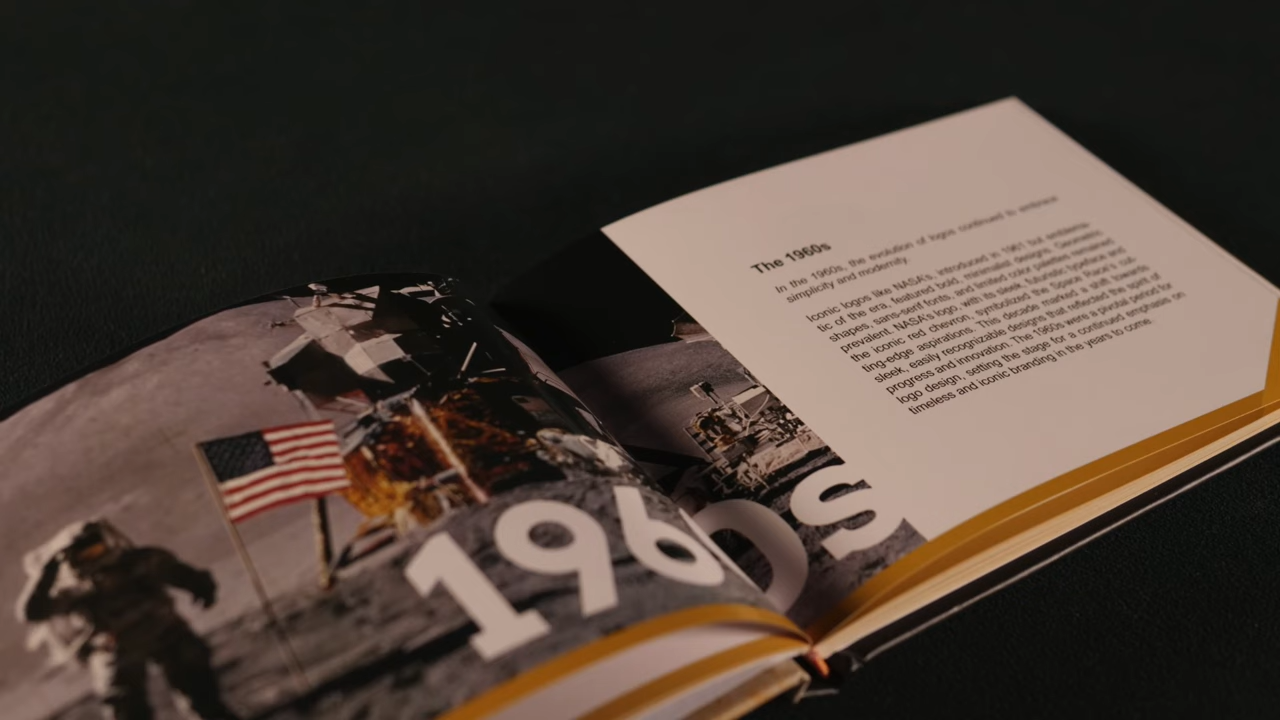 1960s
The 1960s
In the 1960s, the evolution of logos continued to embrace
simplicity and modernity.
Iconic logos like NASA's, introduced in 1961 but emblema-
tic of the era, featured bold, minimalist designs. Geometric
shapes, sans-serif fonts, and limited color palettes remained
prevalent. NASA's logo, with its sleek, futuristic typeface and
the iconic red chevron, symbolized the Space Race's cut-
ting-edge aspirations. This decade marked a shift towards
sleek, easily recognizable designs that reflected the spirit of
progress and innovation. The 1960s were a pivotal period for
logo design, setting the stage for a continued emphasis on
timeless and iconic branding in the years to come.